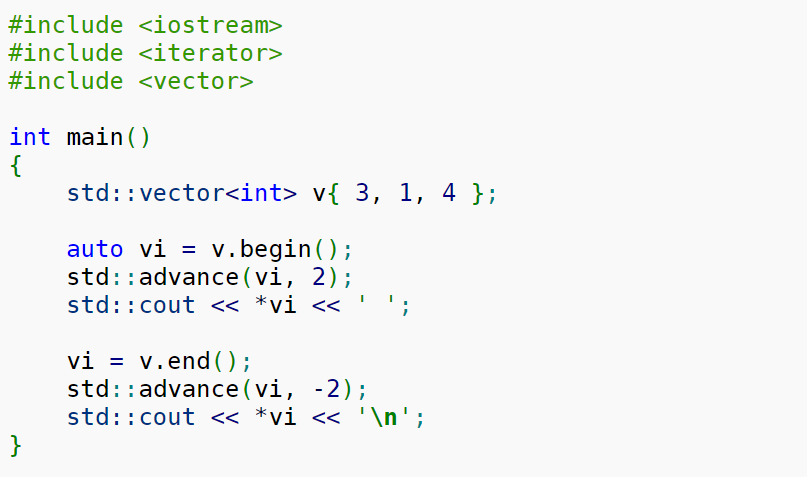 #include <iostream>
#include <iterator>
#include <vector>

int main()
{
    std::vector<int> v{ 3, 1, 4 };

    auto vi = v.begin();
    std::advance(vi, 2);
    std::cout << *vi << ' ';

    vi = v.end();
    std::advance(vi, -2);
    std::cout << *vi << '\n';
}